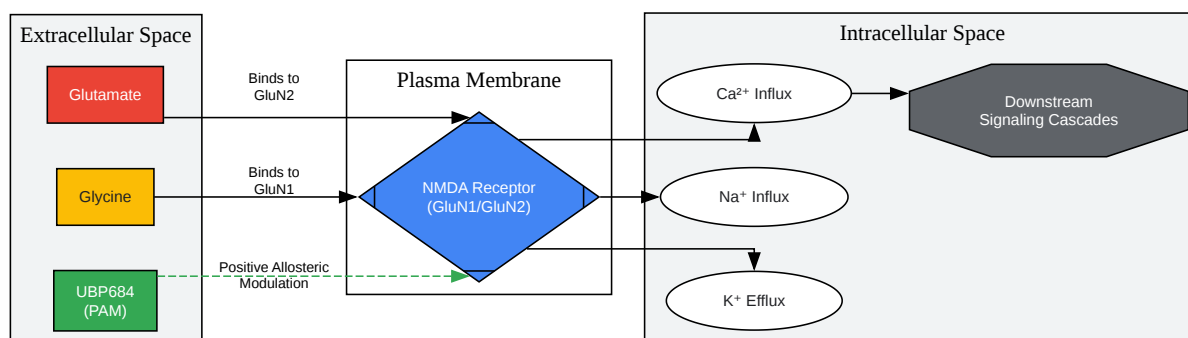 Extracellular Space
Glutamate
Glycine
UBP684
(PAM)
Binds to
GluN2
Binds to
GluN1
Positive Allosteric
Modulation
Plasma Membrane
NMDA Receptor
(GluN1/GluN2)
Intracellular Space
Ca²⁺ Influx
Na⁺ Influx
K⁺ Efflux
Downstream
Signaling Cascades